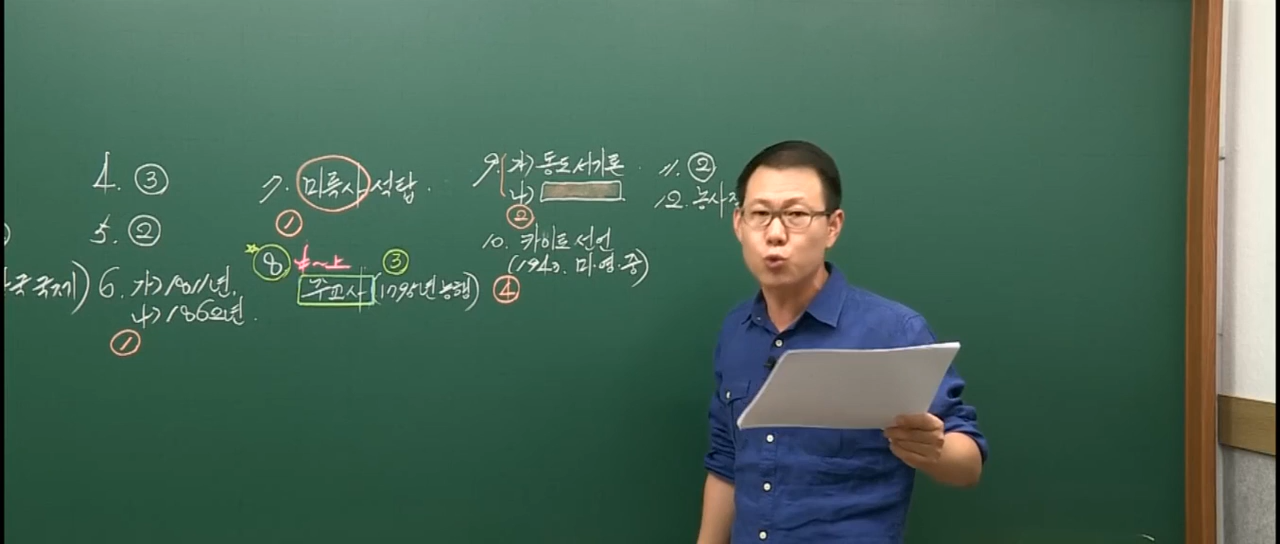 4. ③
5. ②
6. 가> 1811년,
나> 1862년.
①
7. 미륵사 석탑.
①
⑧ ③
주교사 (1795년 능행)
9. 가> 동도서기론.
나>
②
10. 카이로 선언
(1943. 미·영·중)
④
11. ②
12. 농사